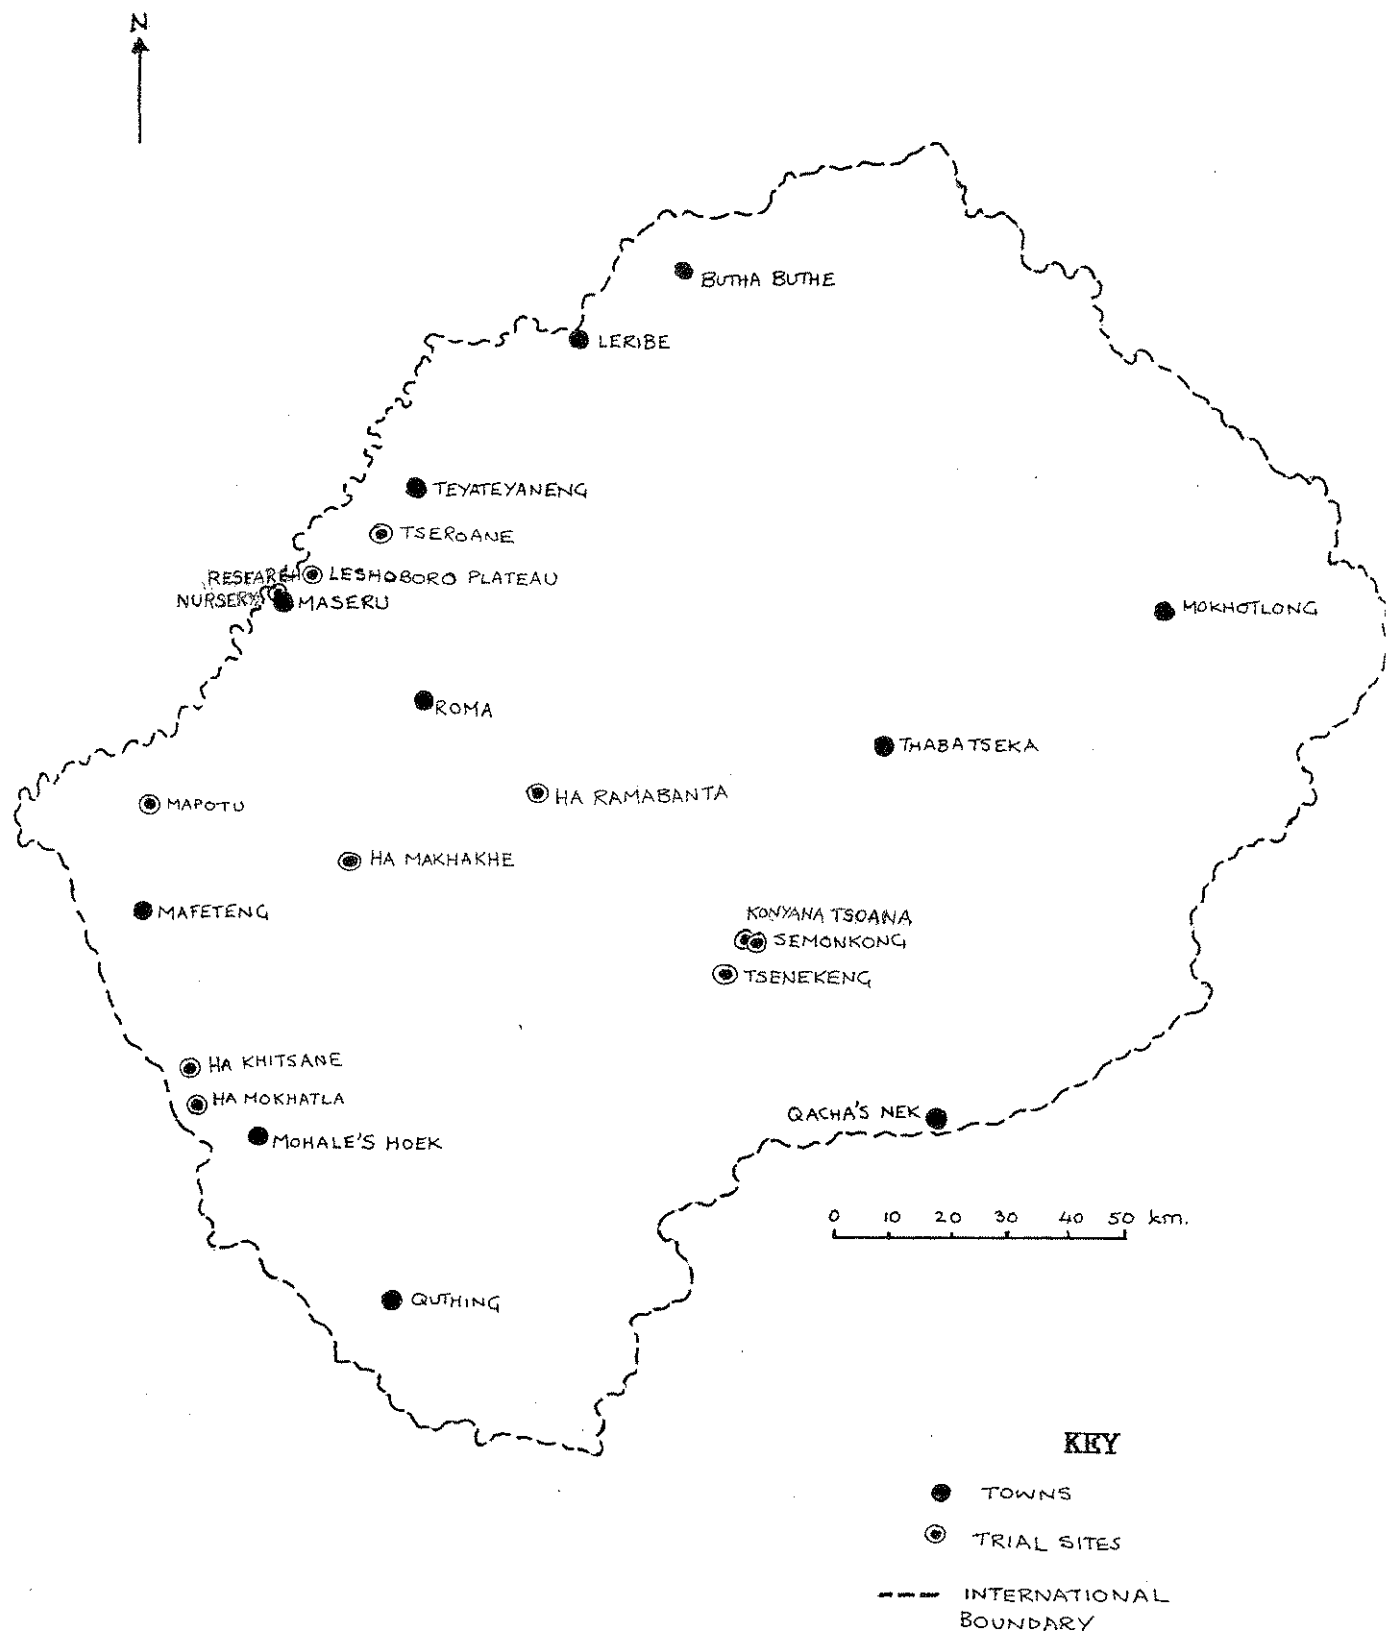 N
BUTHA BUTHE
LERIBE
TEYATEYANENG
TSEROANE
RESEAREH LESHOBORO PLATEAU
NURSERY MASERU
MOKHOTLONG
ROMA
THABATSEKA
MAPOTU
HA RAMABANTA
HA MAKHAKHE
MAFETENG
KONYANA TSOANA
SEMONKONG
TSENEKENG
HA KHITSANE
HA MOKHATLA
QACHA'S NEK
MOHALE'S HOEK
0 10 20 30 40 50 km.
QUTHING
KEY
TOWNS
TRIAL SITES
INTERNATIONAL
BOUNDARY